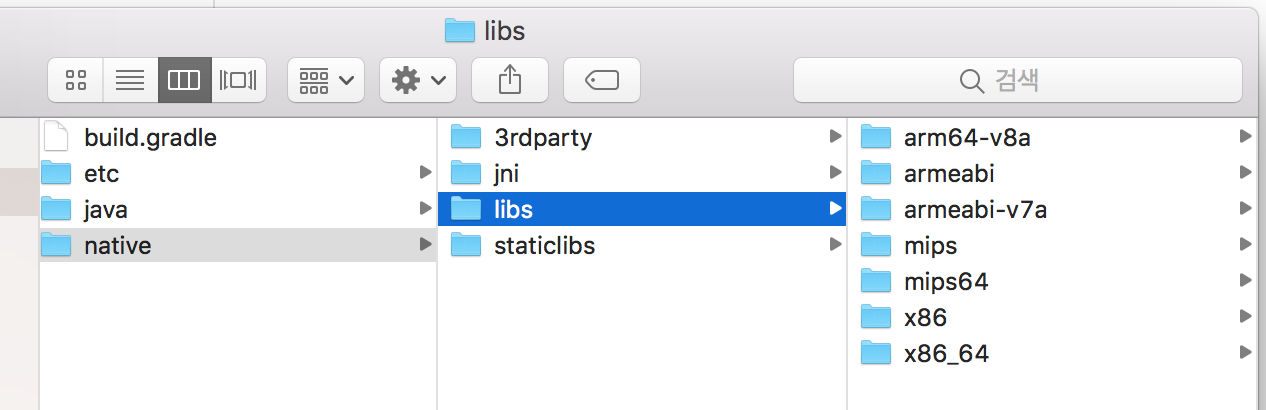 libs
검색
build.gradle
etc
java
native
3rdparty
jni
libs
staticlibs
arm64-v8a
armeabi
armeabi-v7a
mips
mips64
x86
x86_64